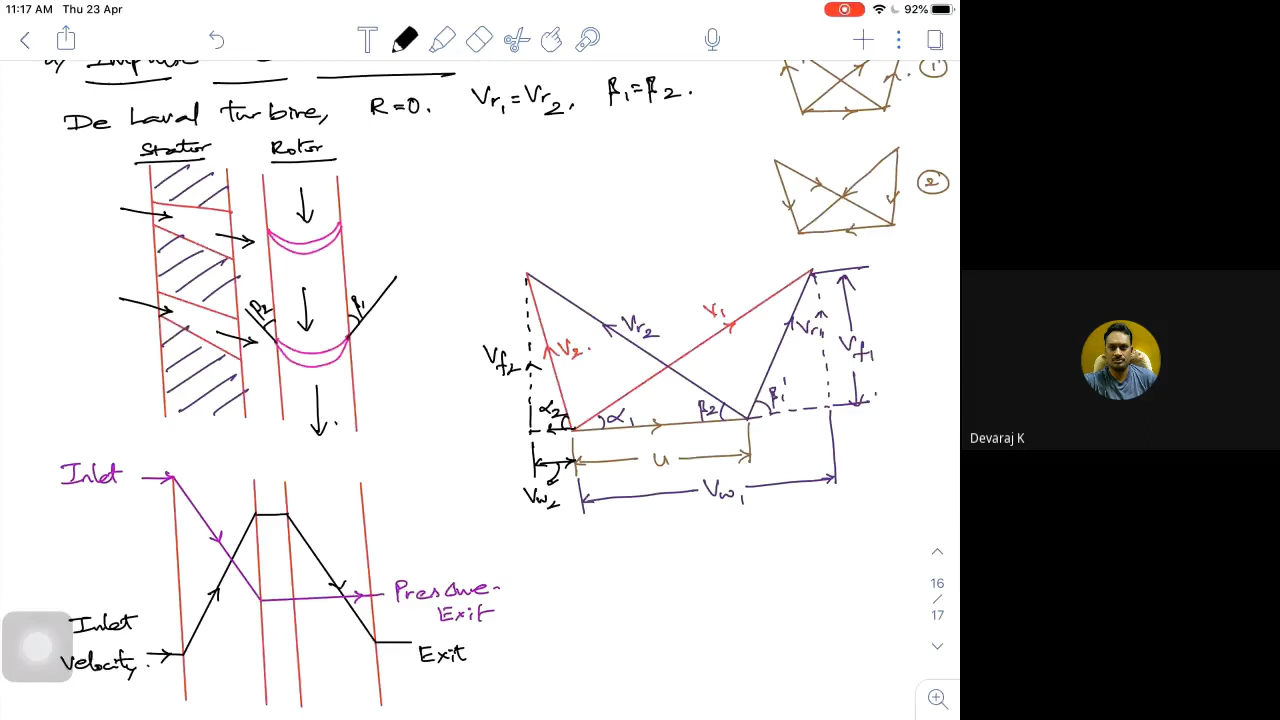 11:17 AM Thu 23 Apr
92%
De Laval turbine, R=0. Vr1=Vr2, β1=β2.
Stator Rotor
1
2
β2 β1
Vr2 V1 Vr1
Vf2 V2. Vf1
α2 α1 β2 β1
u
Vw2 Vw1
Inlet
Pressure
Exit
Inlet
velocity. Exit
16
/
17
Devaraj K